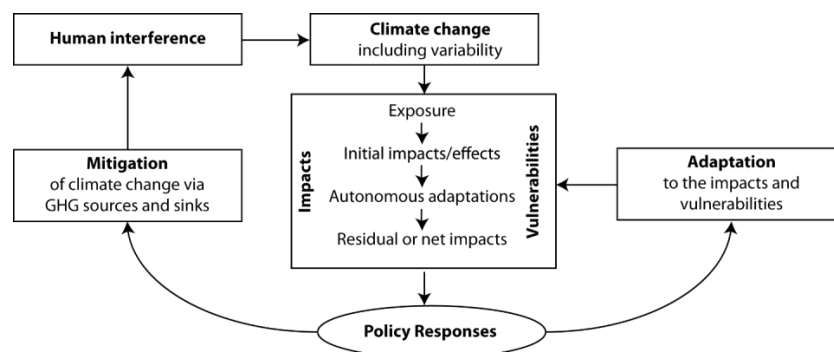 Human interference
Climate change
including variability
Exposure
Initial impacts/effects
Autonomous adaptations
Residual or net impacts
Impacts
Vulnerabilities
Mitigation
of climate change via
GHG sources and sinks
Adaptation
to the impacts and
vulnerabilities
Policy Responses